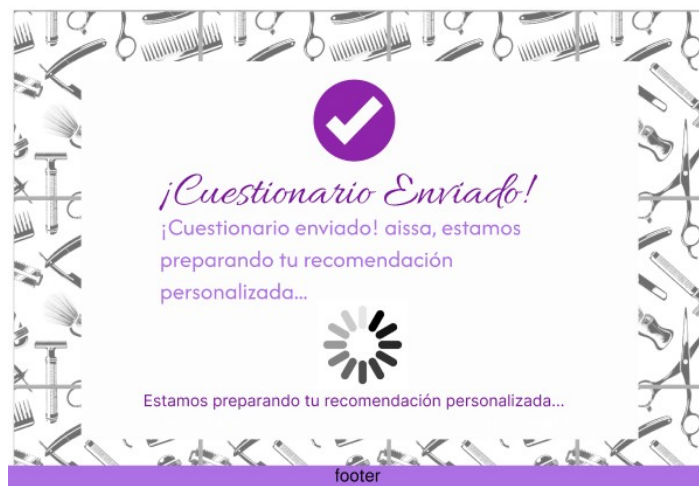 ¡Cuestionario Enviado!
¡Cuestionario enviado! aissa, estamos
preparando tu recomendación
personalizada...
Estamos preparando tu recomendación personalizada...
footer